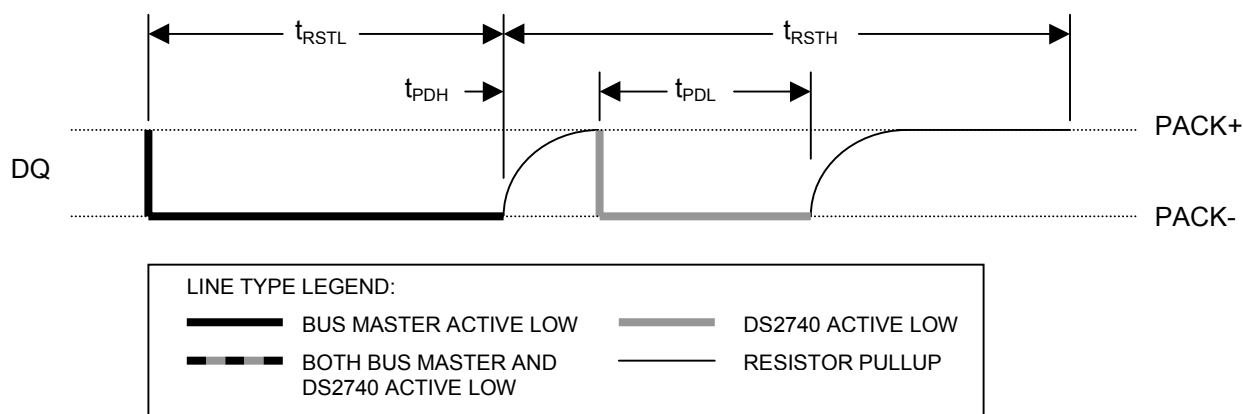 tRSTL
tRSTH
tPDH
tPDL
PACK+
DQ
PACK-
LINE TYPE LEGEND:
BUS MASTER ACTIVE LOW
DS2740 ACTIVE LOW
BOTH BUS MASTER AND
DS2740 ACTIVE LOW
RESISTOR PULLUP